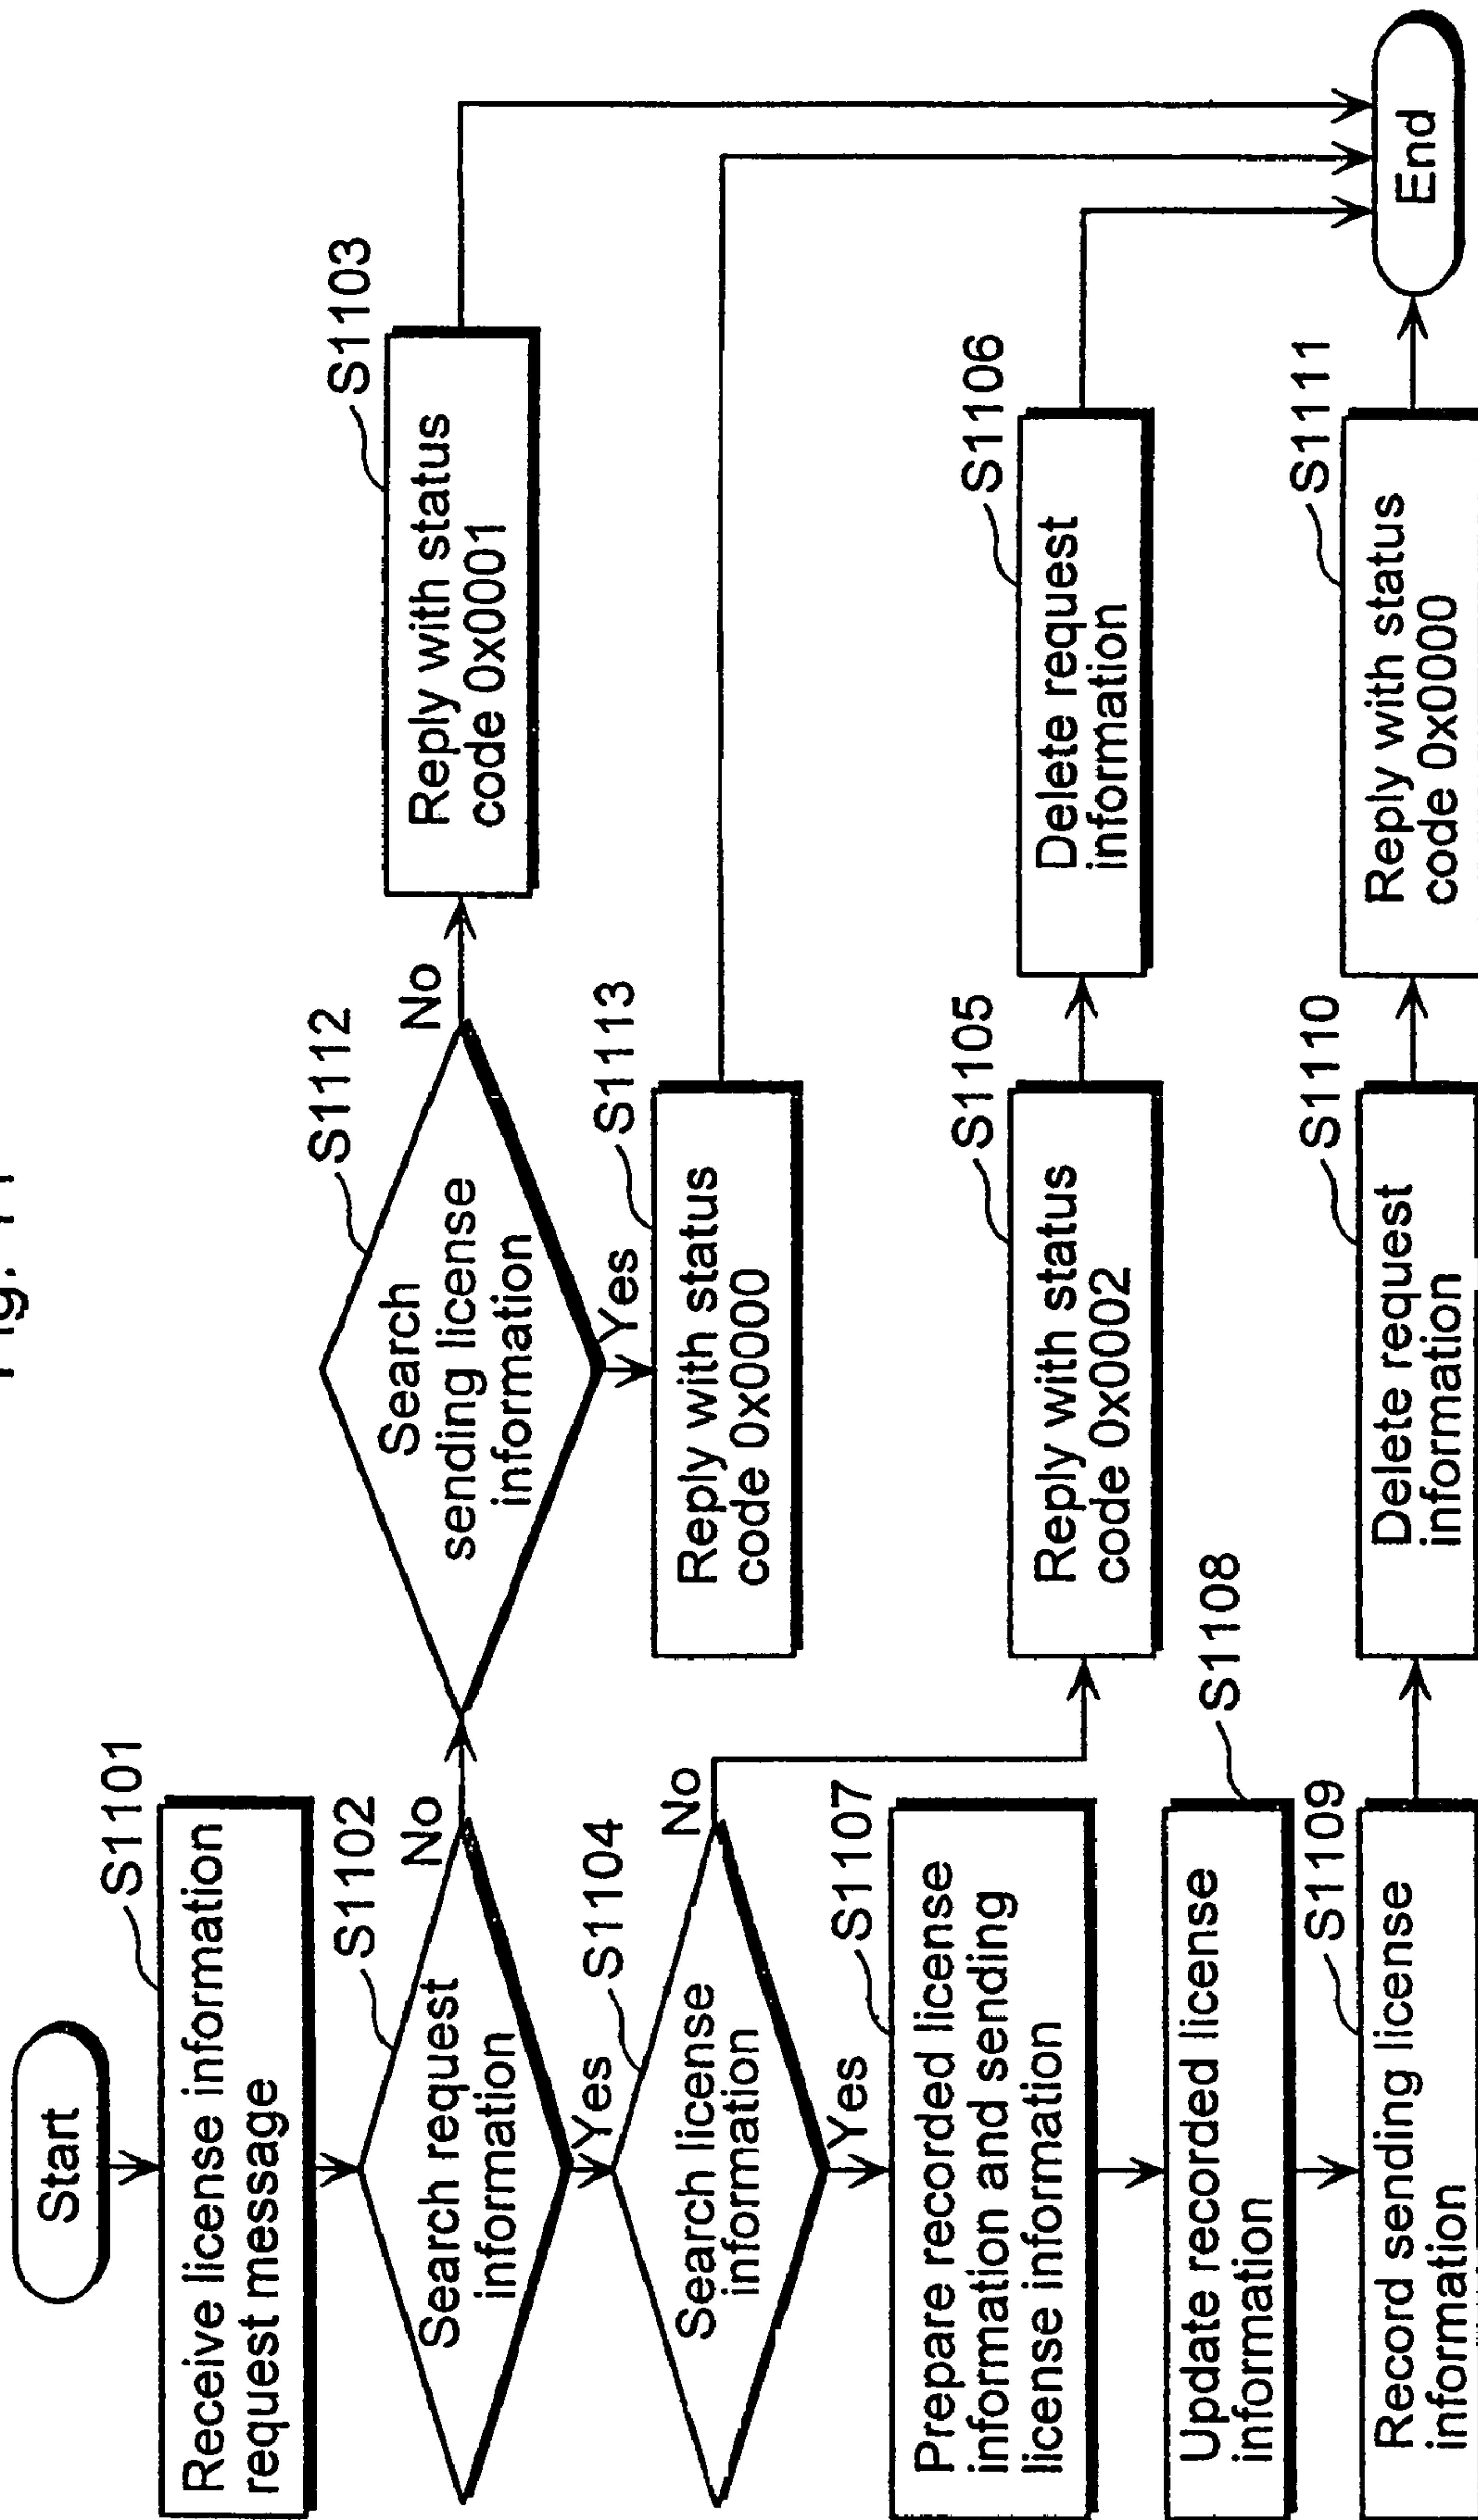 Start
S1101
Receive license information
request message
S1102
Search request
information
No
Yes
S1112
Search
sending license
information
No
Yes
S1103
Reply with status
code 0x0001
S1113
Reply with status
code 0x0000
S1104
Search license
information
No
Yes
S1105
Reply with status
code 0x0002
S1106
Delete request
information
S1107
Prepare recorded license
information and sending
license information
S1108
Update recorded license
information
S1109
Record sending license
information
S1110
Delete request
information
S1111
Reply with status
code 0x0000
End